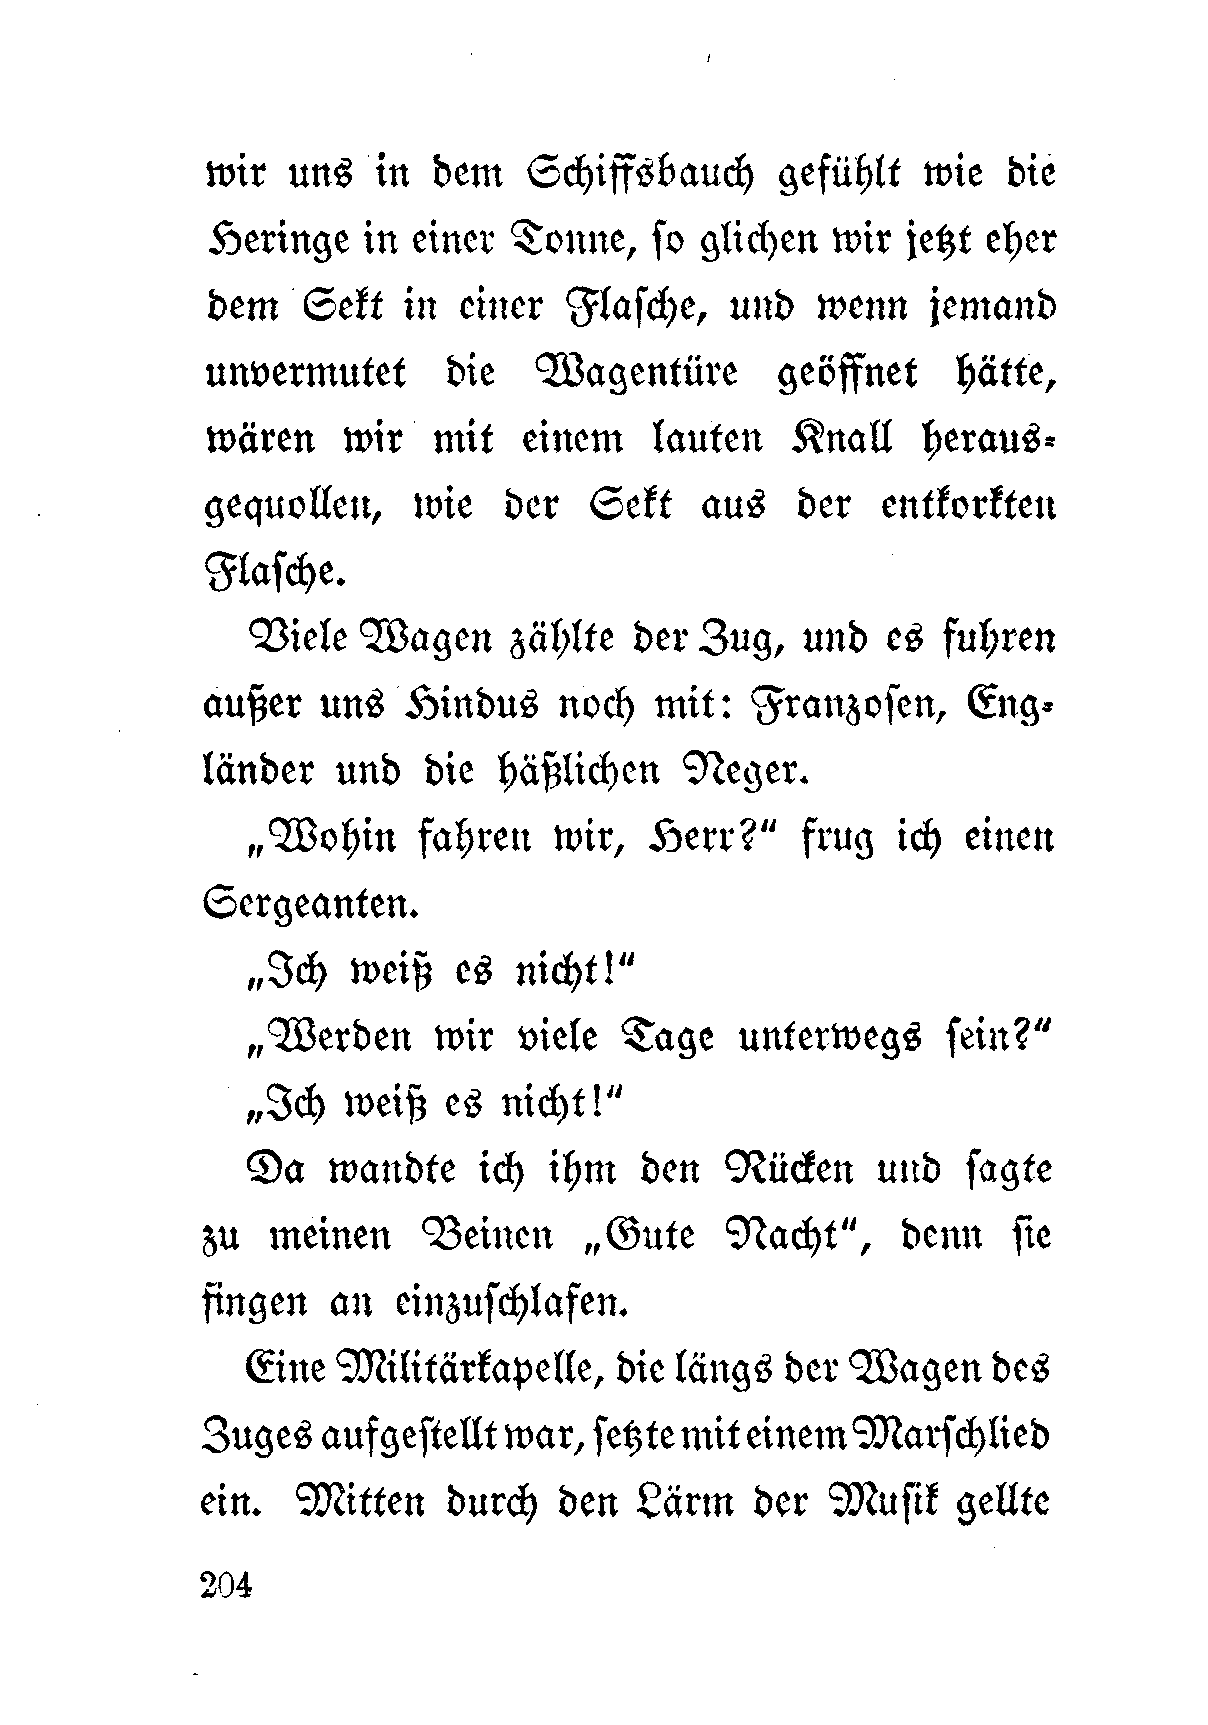 wir uns in dem Schiffsbauch gefühlt wie die
Heringe in einer Tonne, so glichen wir jetzt eher
dem Sekt in einer Flasche, und wenn jemand
unvermutet die Wagentüre geöffnet hätte,
wären wir mit einem lauten Knall heraus-
gequollen, wie der Sekt aus der entkorkten
Flasche.
Viele Wagen zählte der Zug, und es fuhren
außer uns Hindus noch mit: Franzosen, Eng-
länder und die häßlichen Neger.
„Wohin fahren wir, Herr?“ frug ich einen
Sergeanten.
„Ich weiß es nicht!“
„Werden wir viele Tage unterwegs sein?“
„Ich weiß es nicht!“
Da wandte ich ihm den Rücken und sagte
zu meinen Beinen „Gute Nacht“, denn sie
fingen an einzuschlafen.
Eine Militärkapelle, die längs der Wagen des
Zuges aufgestellt war, setzte mit einem Marschlied
ein. Mitten durch den Lärm der Musik gellte
204